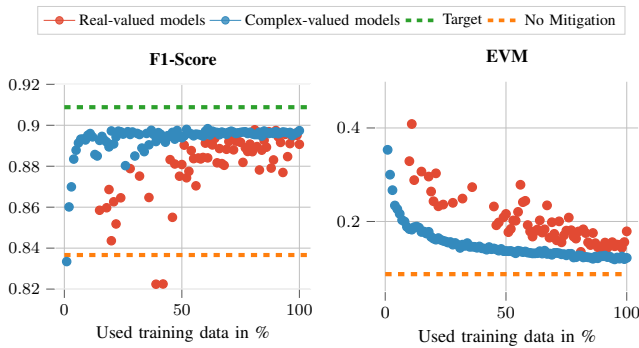 Real-valued models Complex-valued models Target No Mitigation
F1-Score
0.92
0.9
0.88
0.86
0.84
0.82
0 50 100
Used training data in %
EVM
0.4
0.2
0 50 100
Used training data in %